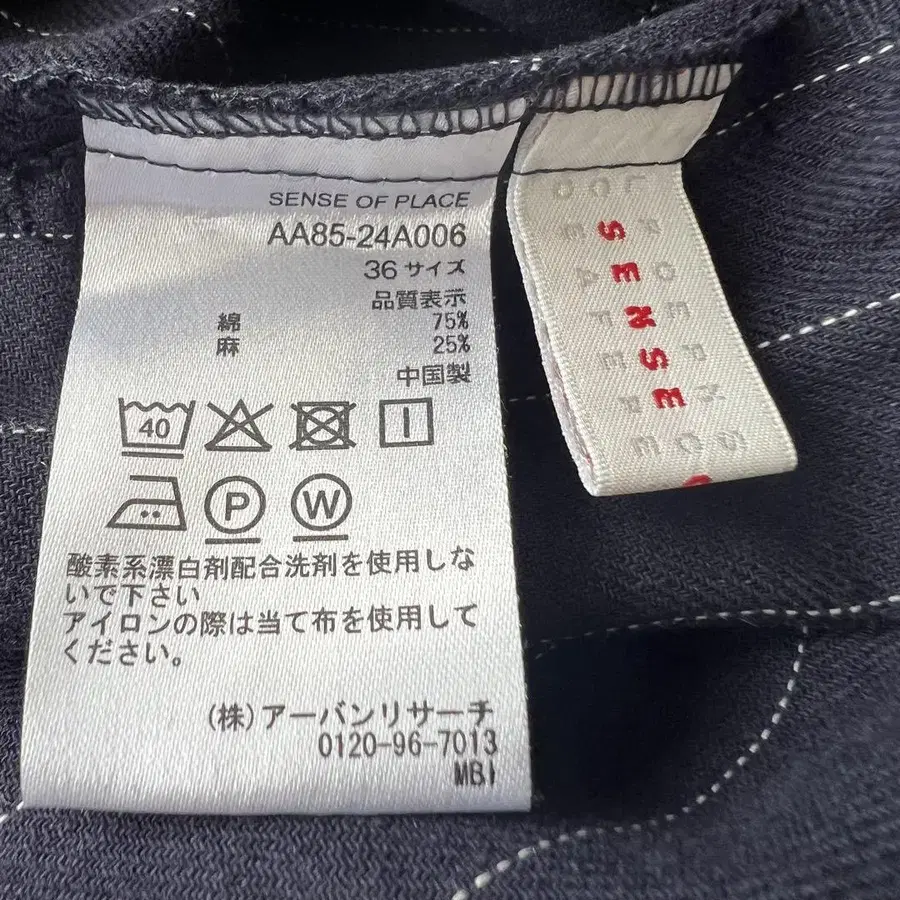 SENSE OF PLACE
AA85-24A006
36 サイズ
品質表示
綿 75%
麻 25%
中国製
40
P W
酸素系漂白剤配合洗剤を使用しな
いで下さい
アイロンの際は当て布を使用して
ください。
(株)アーバンリサーチ
0120-96-7013
MBI
SENSE